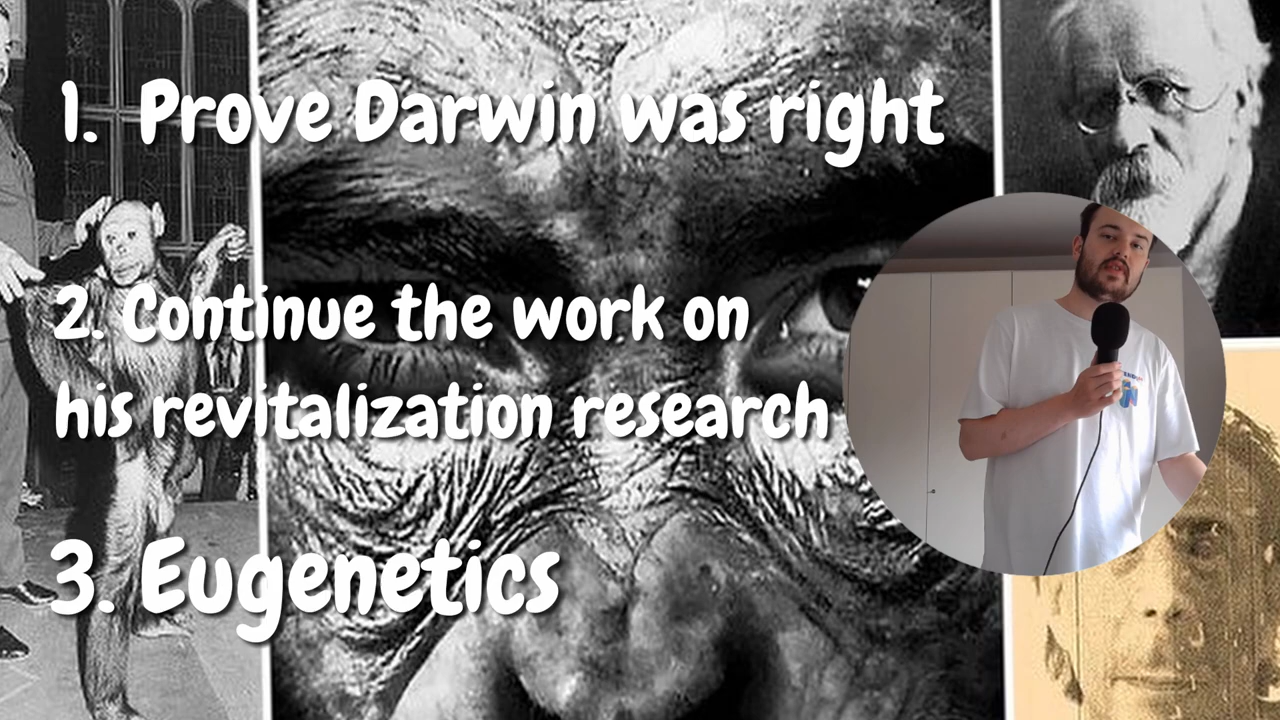 1. Prove Darwin was right
2. Continue the work on
his revitalization research
3. Eugenetics